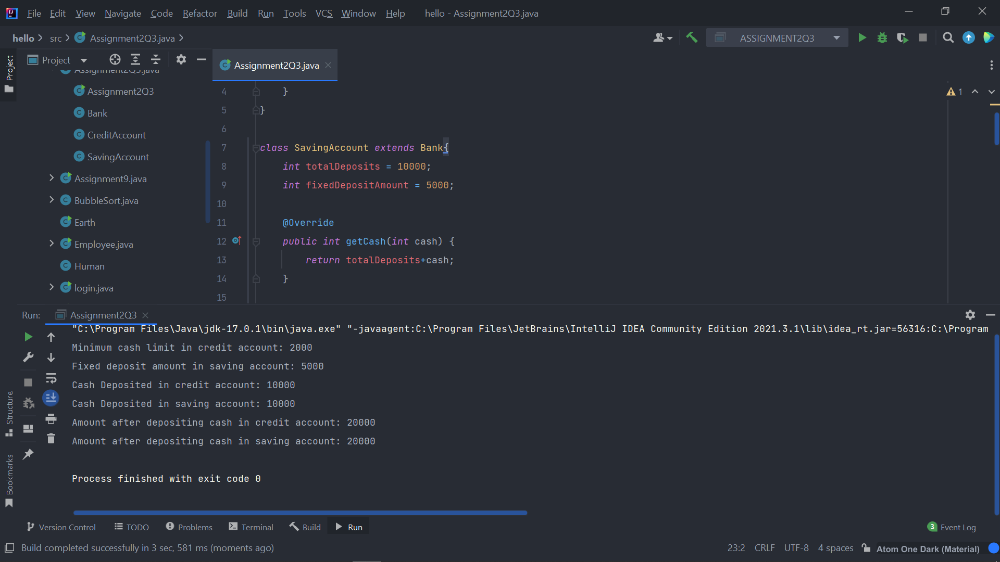 File Edit View Navigate Code Refactor Build Run Tools VCS Window Help hello - Assignment2Q3.java
hello src Assignment2Q3.java ASSIGNMENT2Q3
Project Project Assignment2Q3.java
Assignment2Q3.java
Assignment2Q3
Bank
CreditAccount
SavingAccount
Assignment9.java
BubbleSort.java
Earth
Employee.java
Human
login.java
4 }
5 }
6
7 class SavingAccount extends Bank{
8 int totalDeposits = 10000;
9 int fixedDepositAmount = 5000;
10
11 @Override
12 public int getCash(int cash) {
13 return totalDeposits+cash;
14 }
15
1
Run: Assignment2Q3
"C:\Program Files\Java\jdk-17.0.1\bin\java.exe" "-javaagent:C:\Program Files\JetBrains\IntelliJ IDEA Community Edition 2021.3.1\lib\idea_rt.jar=56316:C:\Program
Minimum cash limit in credit account: 2000
Fixed deposit amount in saving account: 5000
Cash Deposited in credit account: 10000
Cash Deposited in saving account: 10000
Amount after depositing cash in credit account: 20000
Amount after depositing cash in saving account: 20000
Process finished with exit code 0
Structure
Bookmarks
Version Control TODO Problems Terminal Build Run 3 Event Log
Build completed successfully in 3 sec, 581 ms (moments ago) 23:2 CRLF UTF-8 4 spaces Atom One Dark (Material)